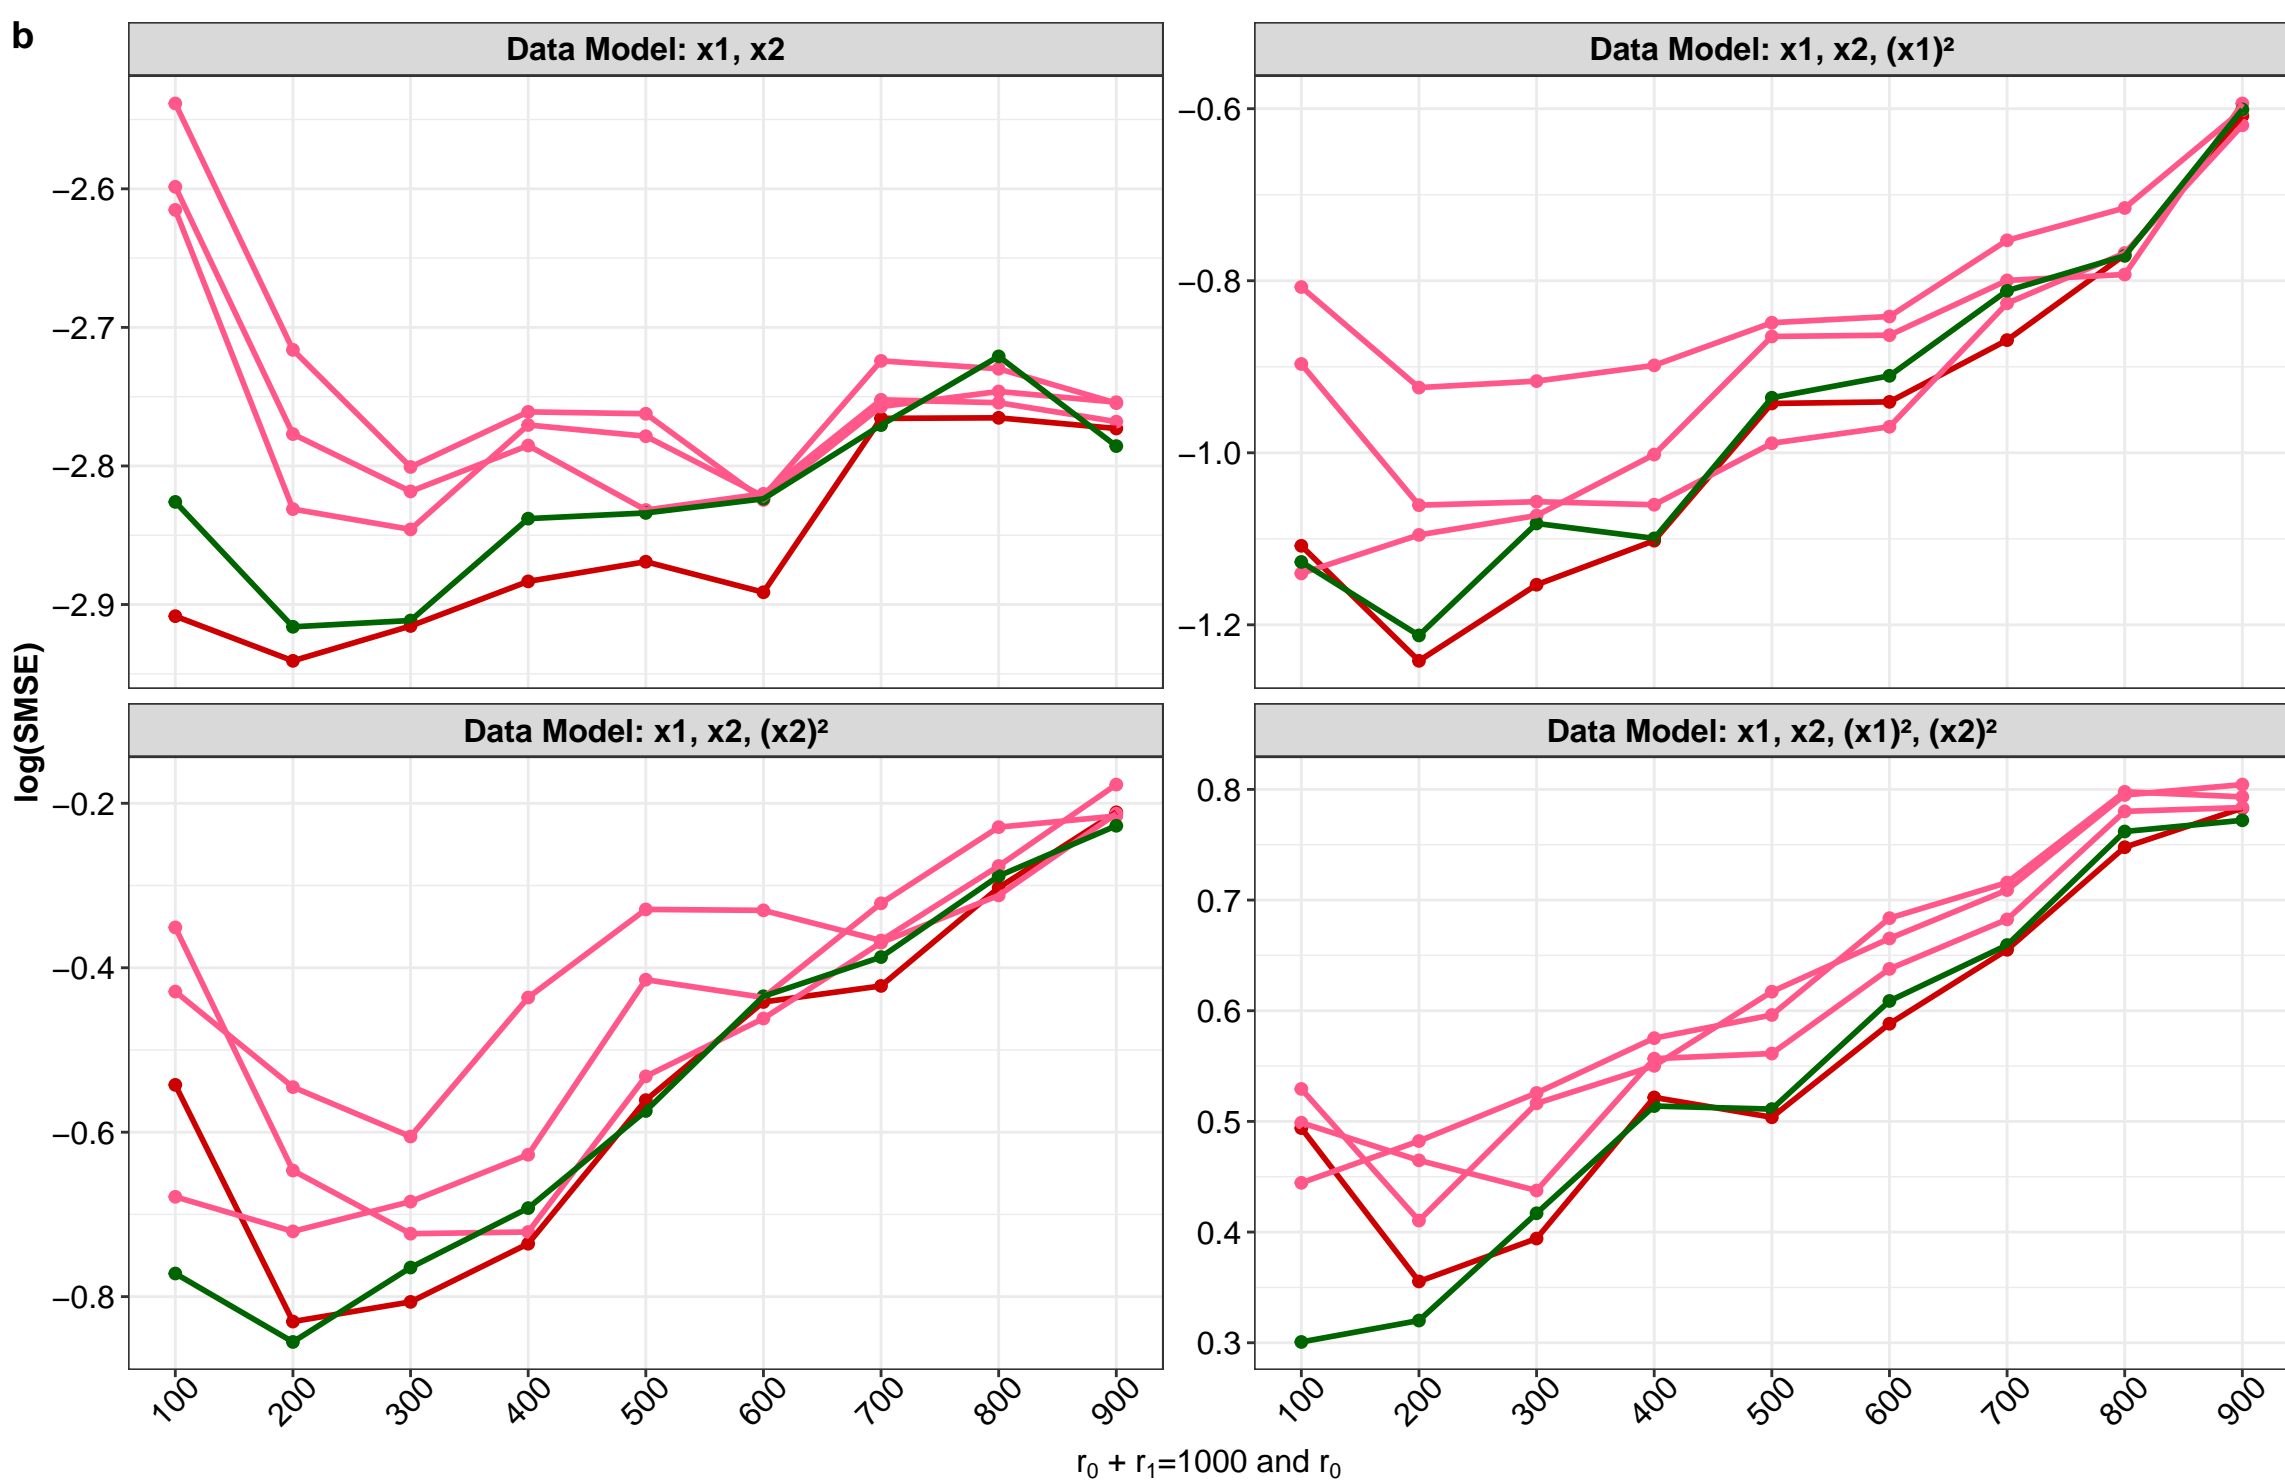 b
Data Model: x1, x2
Data Model: x1, x2, (x1)²
−2.6
−2.7
−2.8
−2.9
−0.6
−0.8
−1.0
−1.2
Data Model: x1, x2, (x2)²
Data Model: x1, x2, (x1)², (x2)²
−0.2
−0.4
−0.6
−0.8
0.8
0.7
0.6
0.5
0.4
0.3
log(SMSE)
100 200 300 400 500 600 700 800 900
100 200 300 400 500 600 700 800 900
r₀ + r₁=1000 and r₀